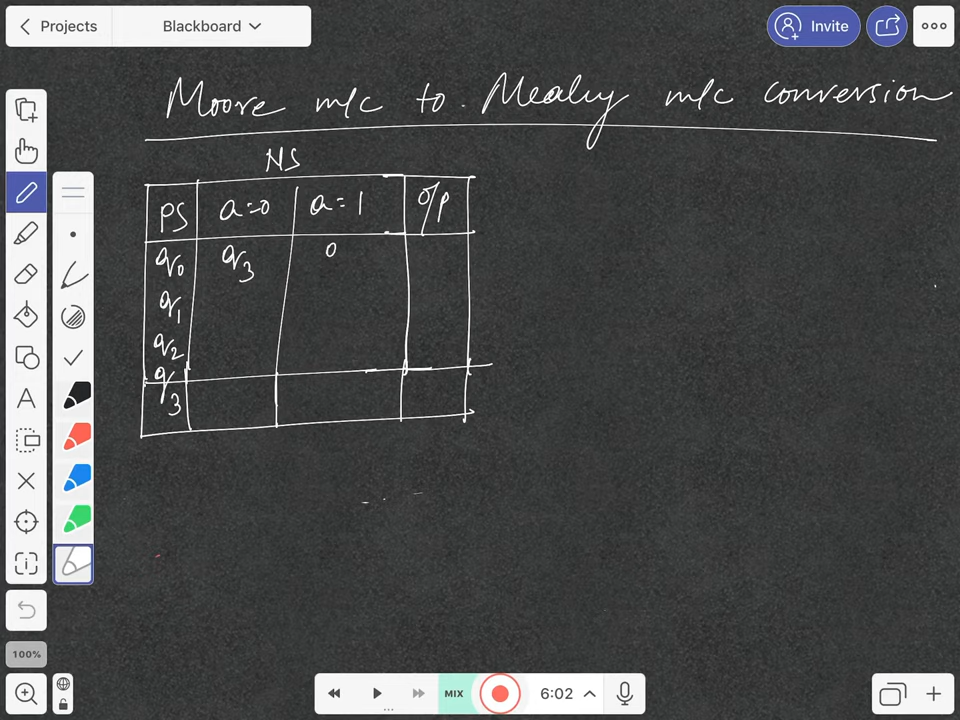 Projects
Blackboard
Invite
Moore m/c to. Mealy m/c conversion
NS
PS a=0 a=1 o/p
q0 q3 0
q1
q2
q3
A
100%
MIX
6:02